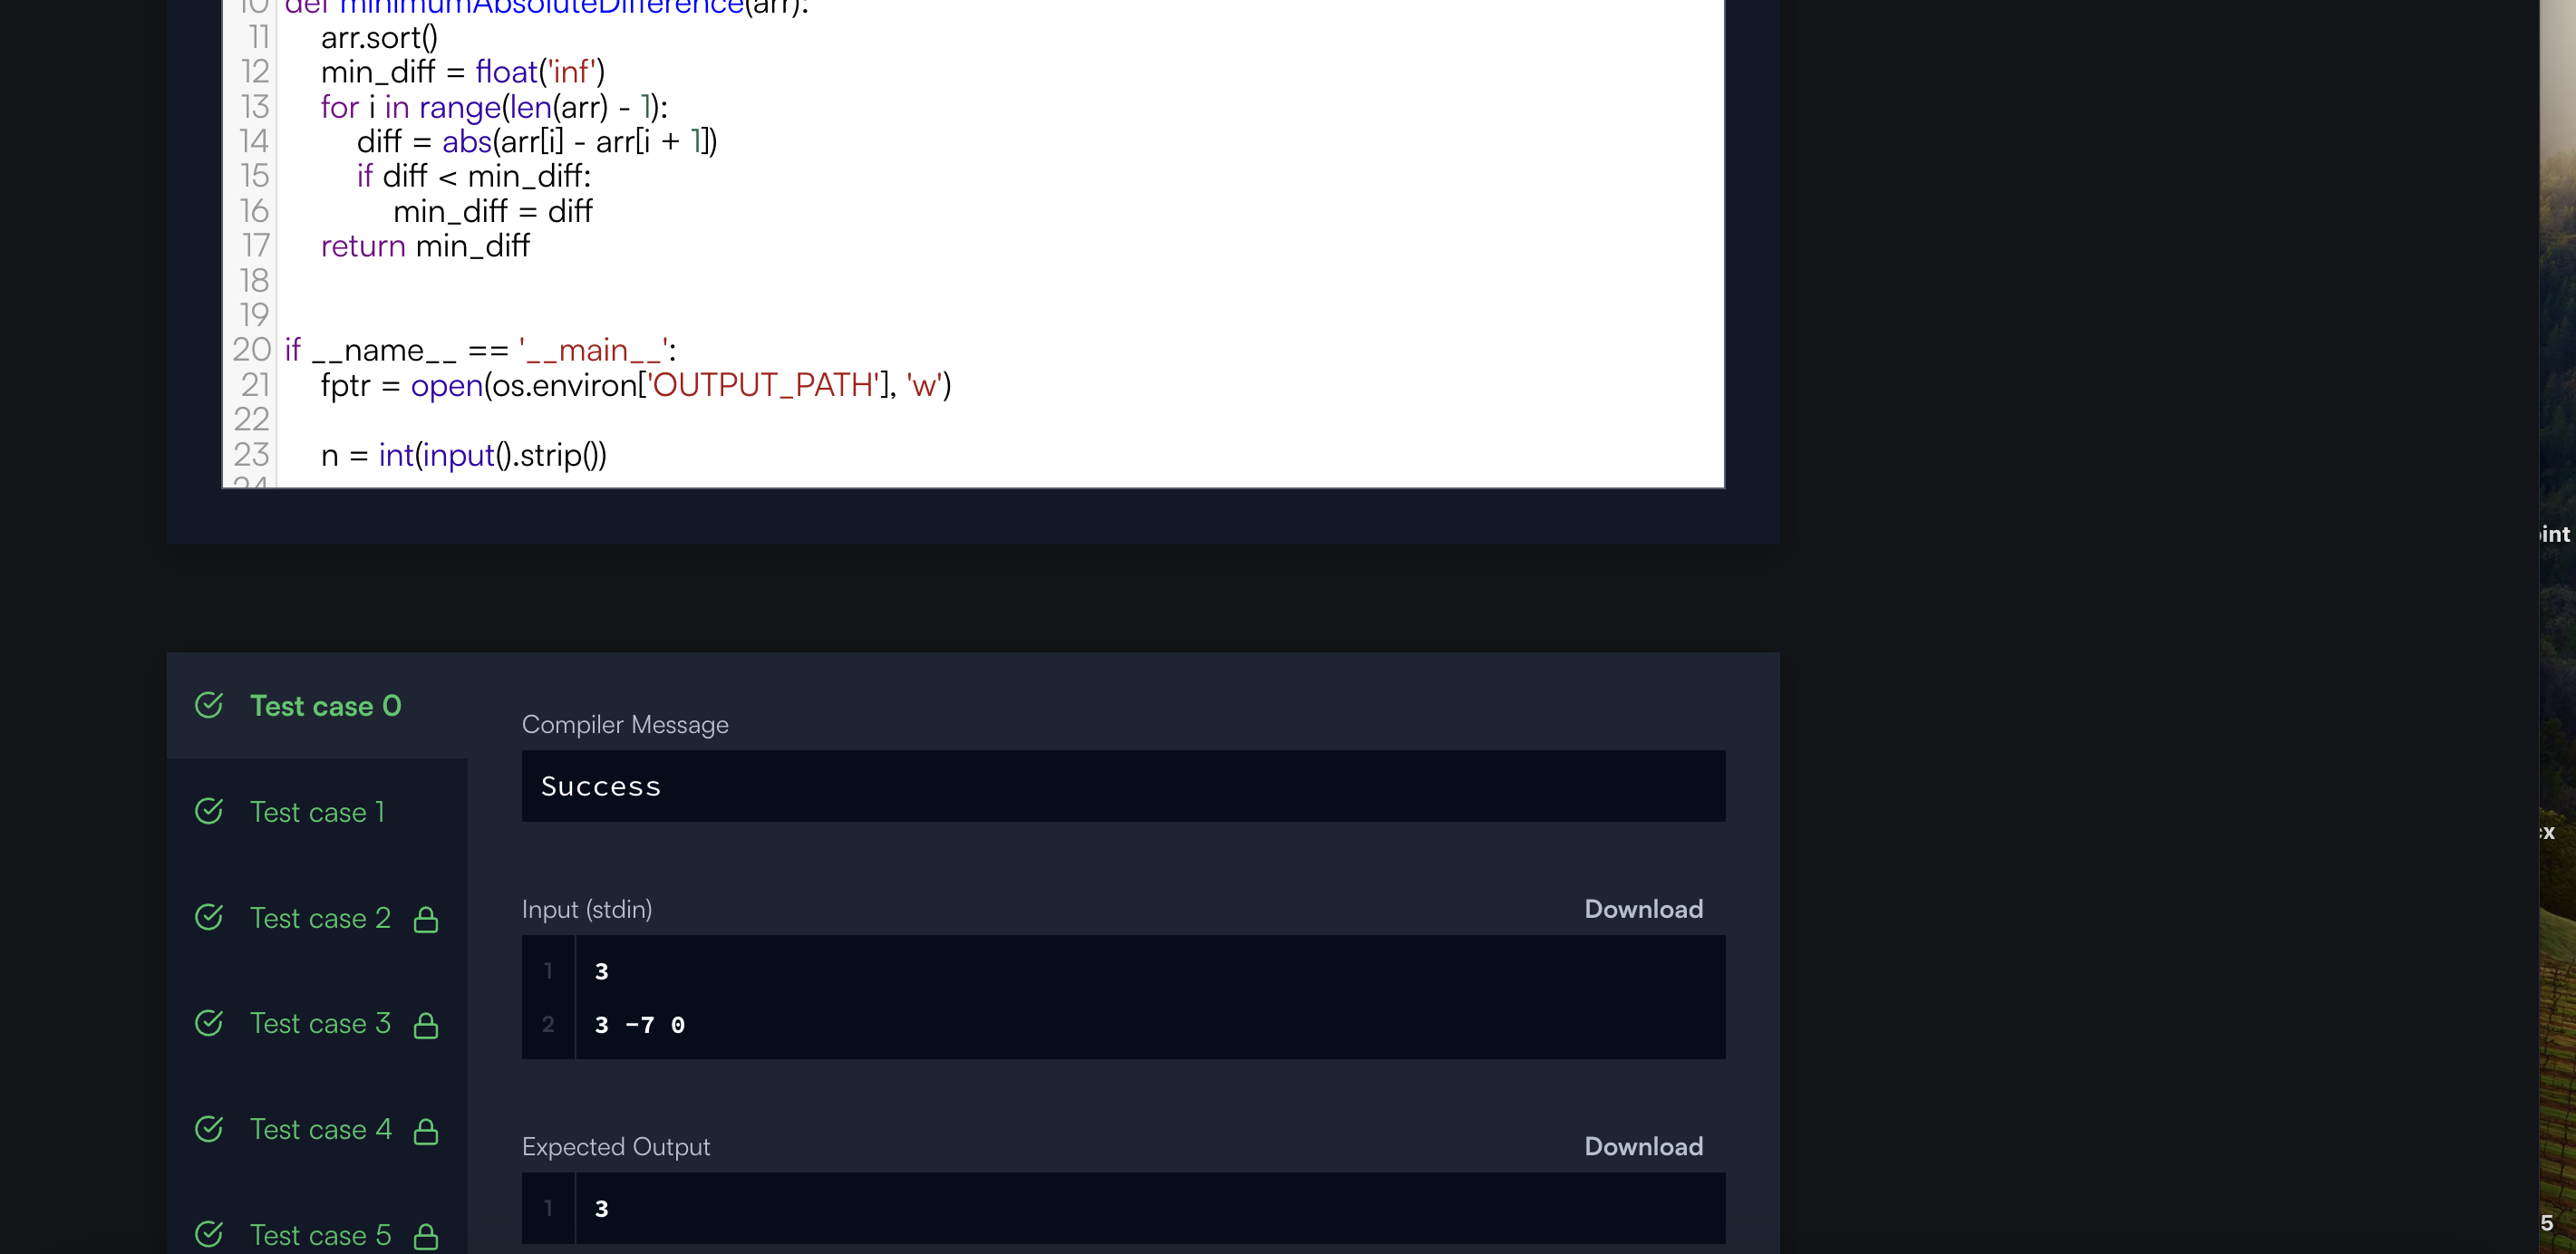 10 def minimumAbsoluteDifference(arr):
11 arr.sort()
12 min_diff = float('inf')
13 for i in range(len(arr) - 1):
14 diff = abs(arr[i] - arr[i + 1])
15 if diff < min_diff:
16 min_diff = diff
17 return min_diff
18
19
20 if __name__ == '__main__':
21 fptr = open(os.environ['OUTPUT_PATH'], 'w')
22
23 n = int(input().strip())
24
int
cx
5
Test case 0
Test case 1
Test case 2
Test case 3
Test case 4
Test case 5
Compiler Message
Success
Input (stdin) Download
1 3
2 3 -7 0
Expected Output Download
1 3